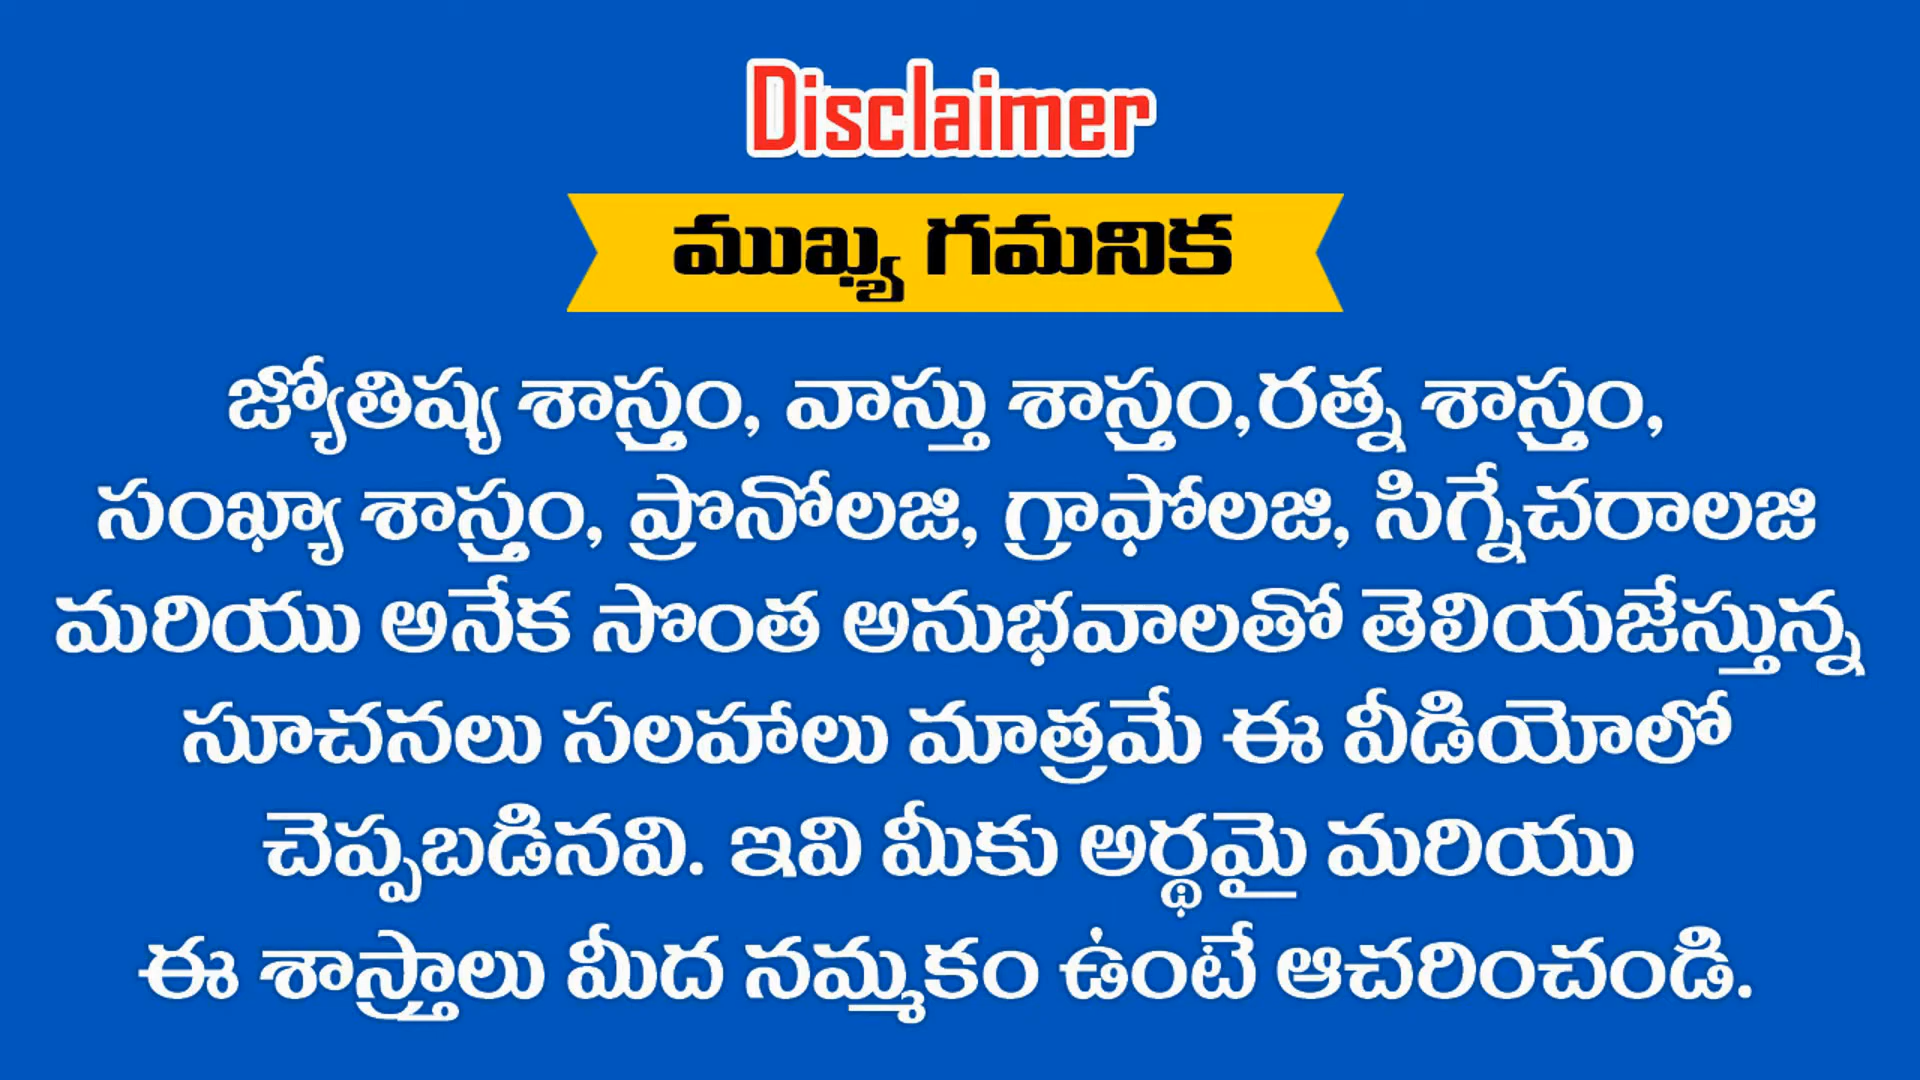 Disclaimer
ముఖ్య గమనిక
జ్యోతిష్య శాస్త్రం, వాస్తు శాస్త్రం,రత్న శాస్త్రం,
సంఖ్యా శాస్త్రం, ప్రొనోలజి, గ్రాఫోలజి, సిగ్నేచరాలజి
మరియు అనేక సొంత అనుభవాలతో తెలియజేస్తున్న
సూచనలు సలహాలు మాత్రమే ఈ వీడియోలో
చెప్పబడినవి. ఇవి మీకు అర్థమై మరియు
ఈ శాస్త్రాలు మీద నమ్మకం ఉంటే ఆచరించండి.